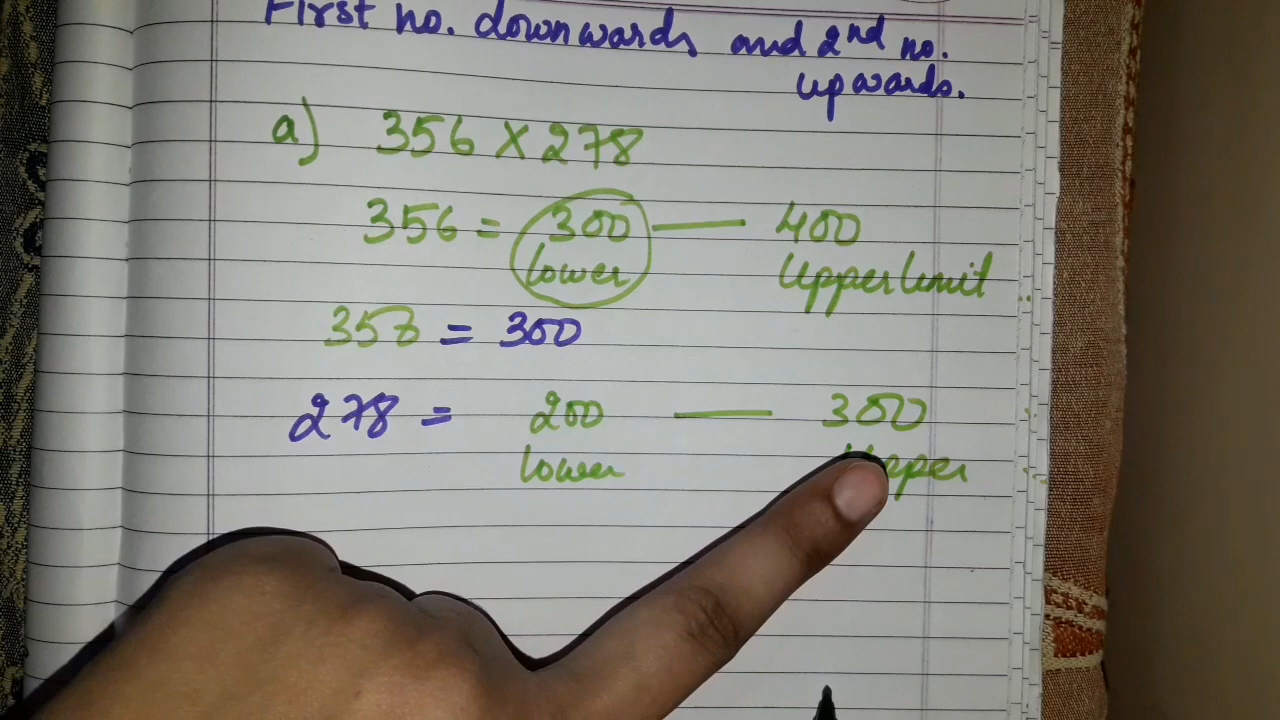 First no. downwards and 2nd no.
upwards.
a) 356 × 278
356 = 300 — 400
lower Upper limit
356 = 300
278 = 200 — 300
lower Upper